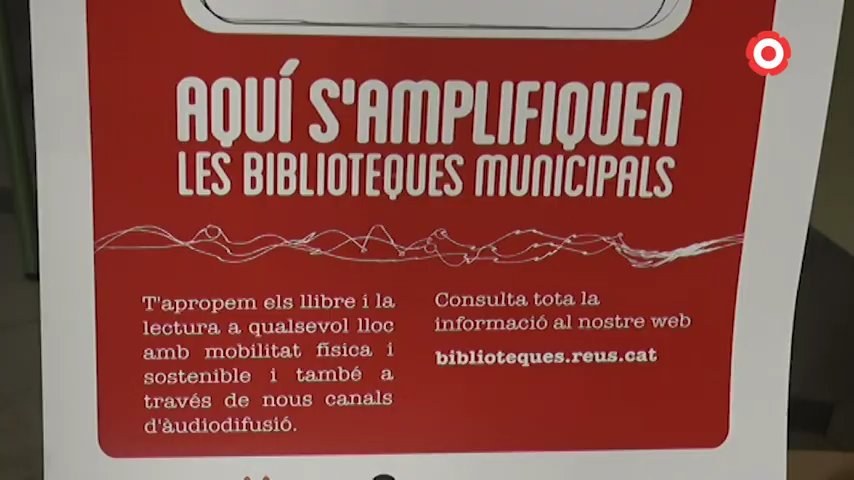 AQUÍ S'AMPLIFIQUEN
LES BIBLIOTEQUES MUNICIPALS
T'apropem els llibre i la
lectura a qualsevol lloc
amb mobilitat física i
sostenible i també a
través de nous canals
d'àudiodifusió.
Consulta tota la
informació al nostre web
biblioteques.reus.cat